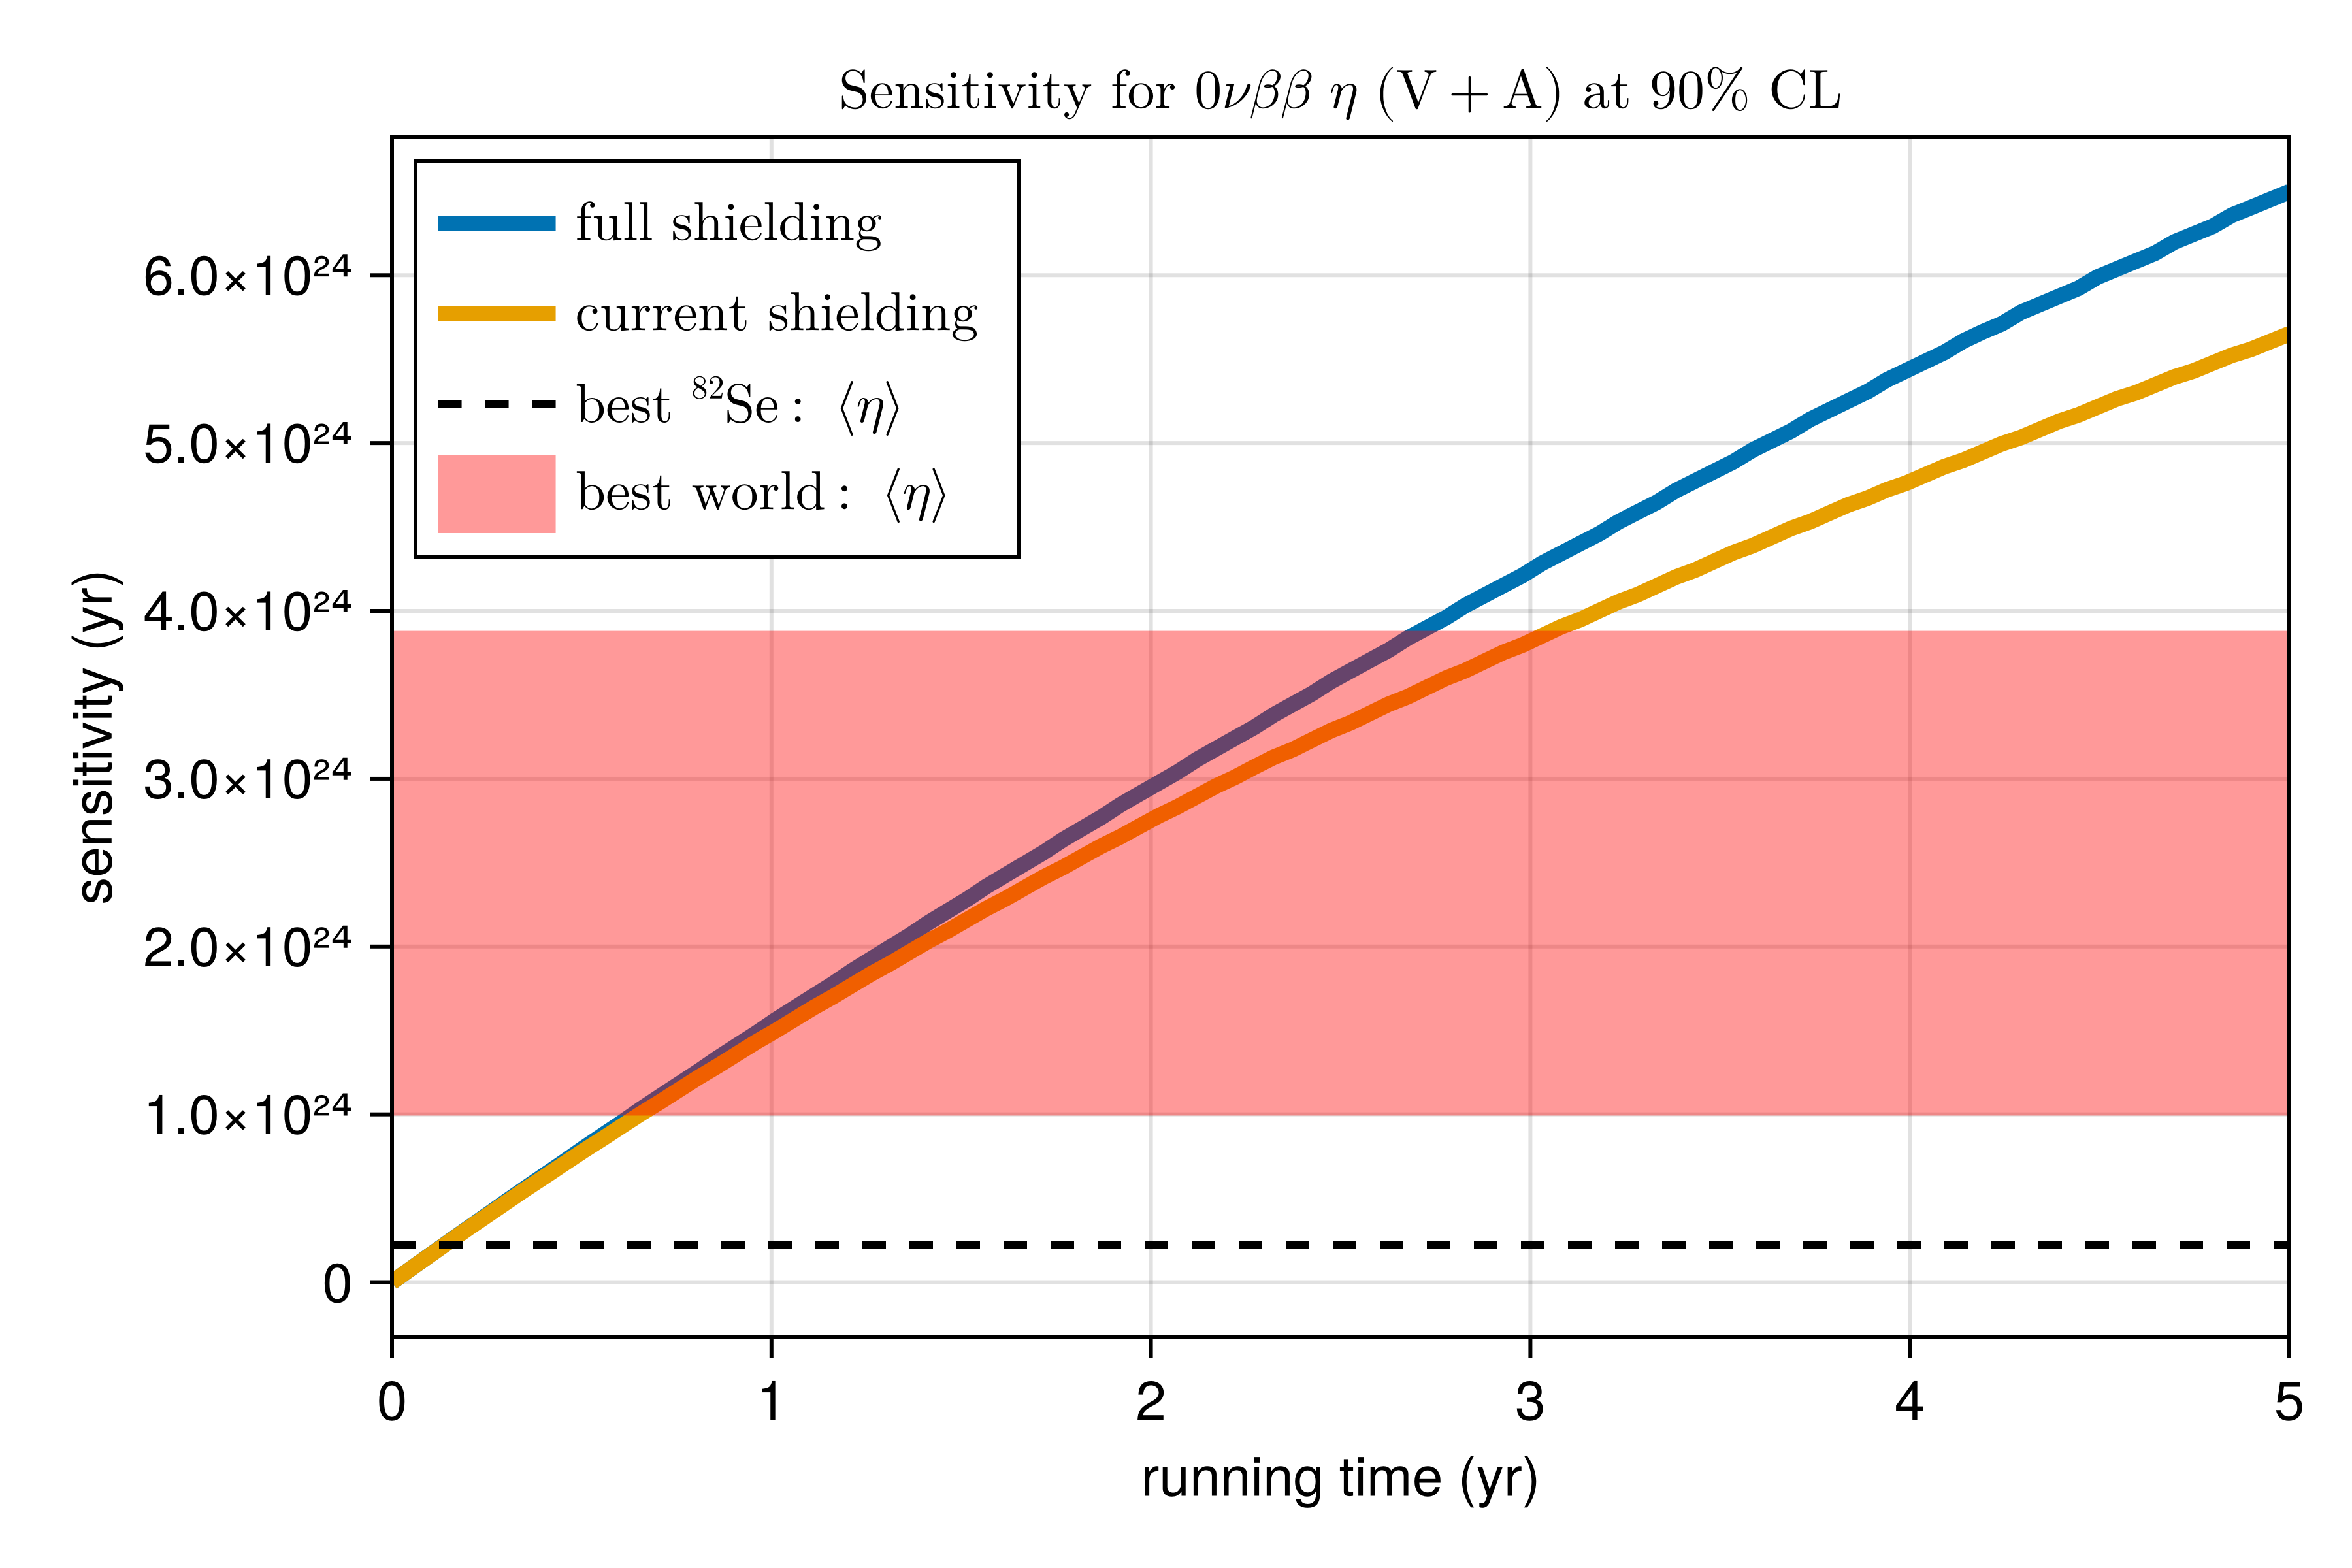 Sensitivity for 0νββ η (V + A) at 90% CL
full shielding
current shielding
best ⁸²Se : ⟨η⟩
best world : ⟨η⟩
sensitivity (yr)
6.0×10²⁴
5.0×10²⁴
4.0×10²⁴
3.0×10²⁴
2.0×10²⁴
1.0×10²⁴
0
0 1 2 3 4 5
running time (yr)